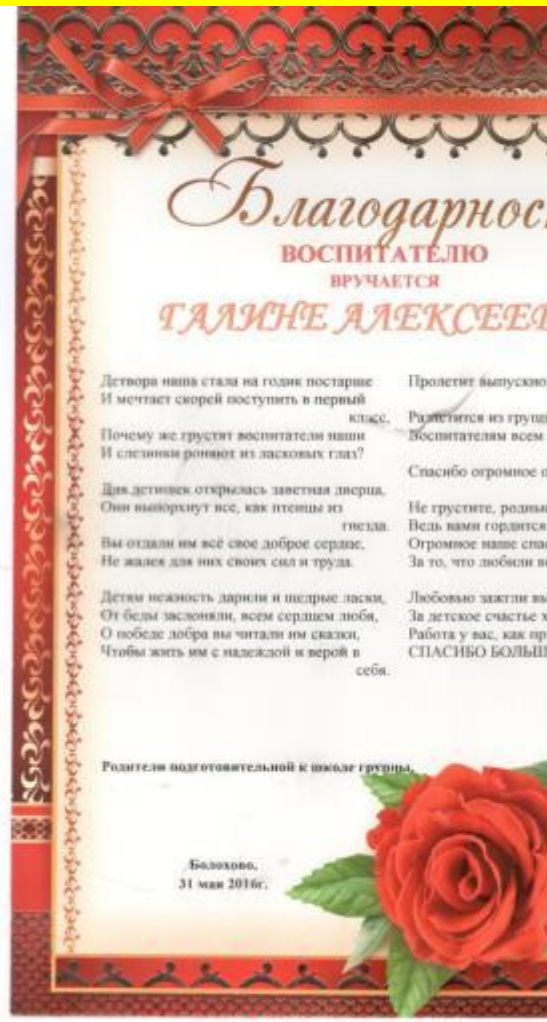 Благодарнос
ВОСПИТАТЕЛЮ
ВРУЧАЕТСЯ
ГАЛИНЕ АЛЕКСЕЕ
Детвора наша стала на годик постарше
И мечтает скорей поступить в первый
класс.
Почему же грустят воспитатели наши
И слезинки роняют из ласковых глаз?
Для детишек открылась заветная дверца,
Они выпорхнут все, как птенцы из
гнезда.
Вы отдали им всё свое доброе сердце,
Не жалея для них своих сил и труда.
Детям нежность дарили и щедрые ласки,
От беды заслоняли, всем сердцем любя,
О победе добра вы читали им сказки,
Чтобы жить им с надеждой и верой в
себя.
Пролетит выпускно
Разлетится из групп
Воспитателям всем
Спасибо огромное о
Не грустите, родные
Ведь вами гордится
Огромное наше спас
За то, что любили в
Любовью зажгли вы
За детское счастье х
Работа у вас, как пр
СПАСИБО БОЛЬШ
Родители подготовительной к школе группы.
Болохово,
31 мая 2016г.